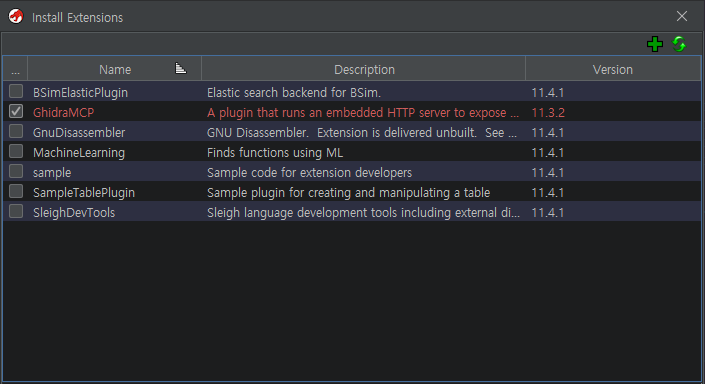 Install Extensions
... Name Description Version
BSimElasticPlugin Elastic search backend for BSim. 11.4.1
GhidraMCP A plugin that runs an embedded HTTP server to expose ... 11.3.2
GnuDisassembler GNU Disassembler.  Extension is delivered unbuilt.  See ... 11.4.1
MachineLearning Finds functions using ML 11.4.1
sample Sample code for extension developers 11.4.1
SampleTablePlugin Sample plugin for creating and manipulating a table 11.4.1
SleighDevTools Sleigh language development tools including external di... 11.4.1